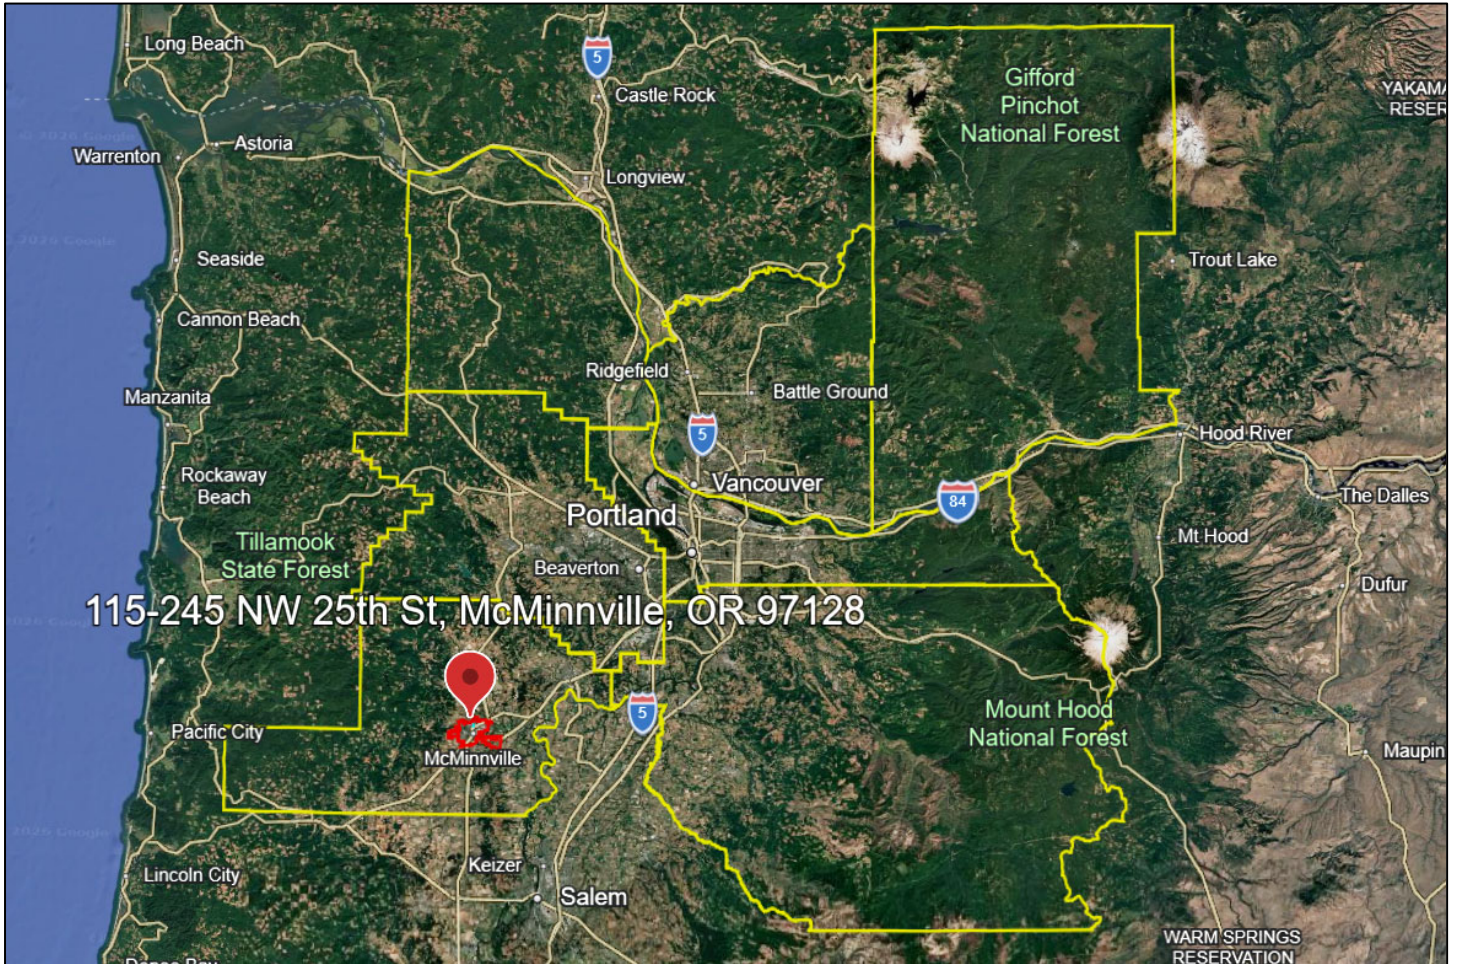 Long Beach
5
Castle Rock
Gifford
Pinchot
National Forest
YAKAMA
RESER
Astoria
Warrenton
Longview
Seaside
Trout Lake
Cannon Beach
Ridgefield
Battle Ground
Manzanita
5
Hood River
Rockaway
Beach
Vancouver
84
The Dalles
Portland
Mt Hood
Tillamook
State Forest
Beaverton
Dufur
115-245 NW 25th St, McMinnville, OR 97128
5
Mount Hood
National Forest
Pacific City
McMinnville
Maupin
Keizer
Lincoln City
Salem
WARM SPRINGS
RESERVATION